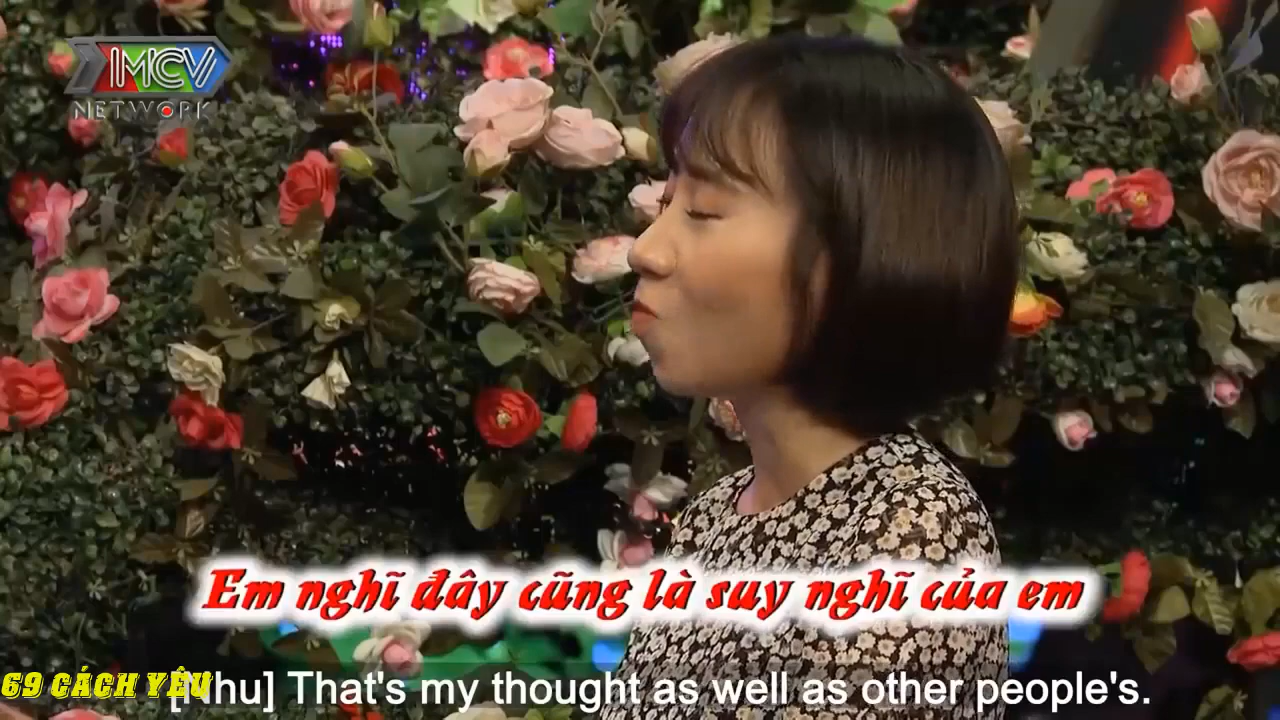 MCV
NETWORK
Em nghĩ đây cũng là suy nghĩ của em
69 CÁCH YÊU
[Nhu] That's my thought as well as other people's.